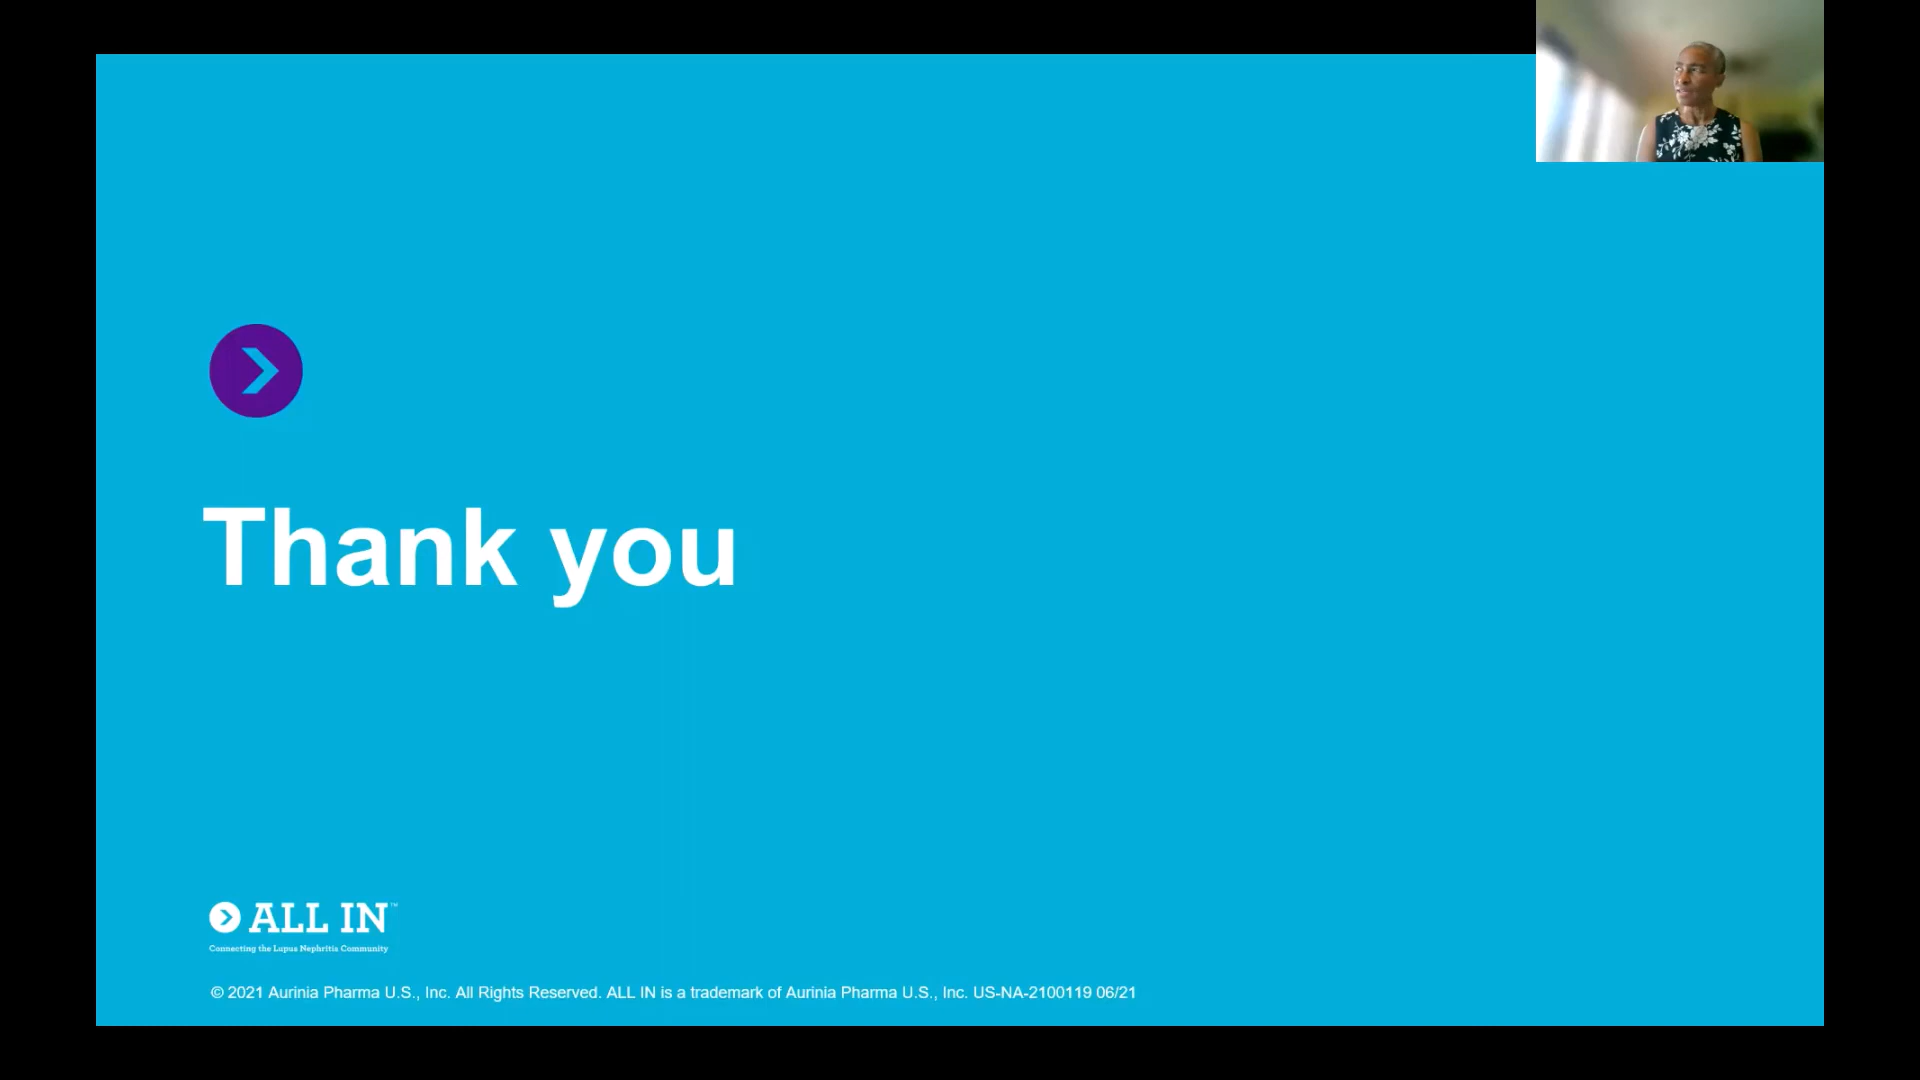 Thank you
ALL IN™
Connecting the Lupus Nephritis Community
© 2021 Aurinia Pharma U.S., Inc. All Rights Reserved. ALL IN is a trademark of Aurinia Pharma U.S., Inc. US-NA-2100119 06/21